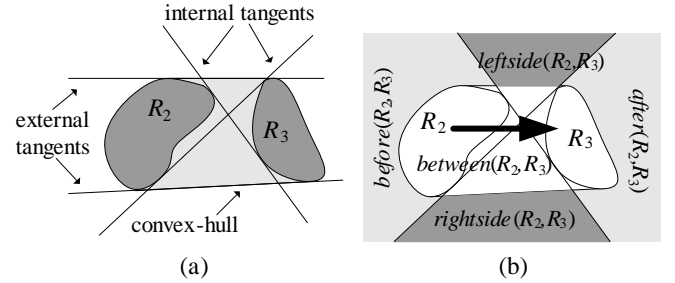 internal tangents
R2
R3
external
tangents
convex-hull
(a)
leftside(R2,R3)
before(R2,R3)
R2
R3
after(R2,R3)
between(R2,R3)
rightside(R2,R3)
(b)